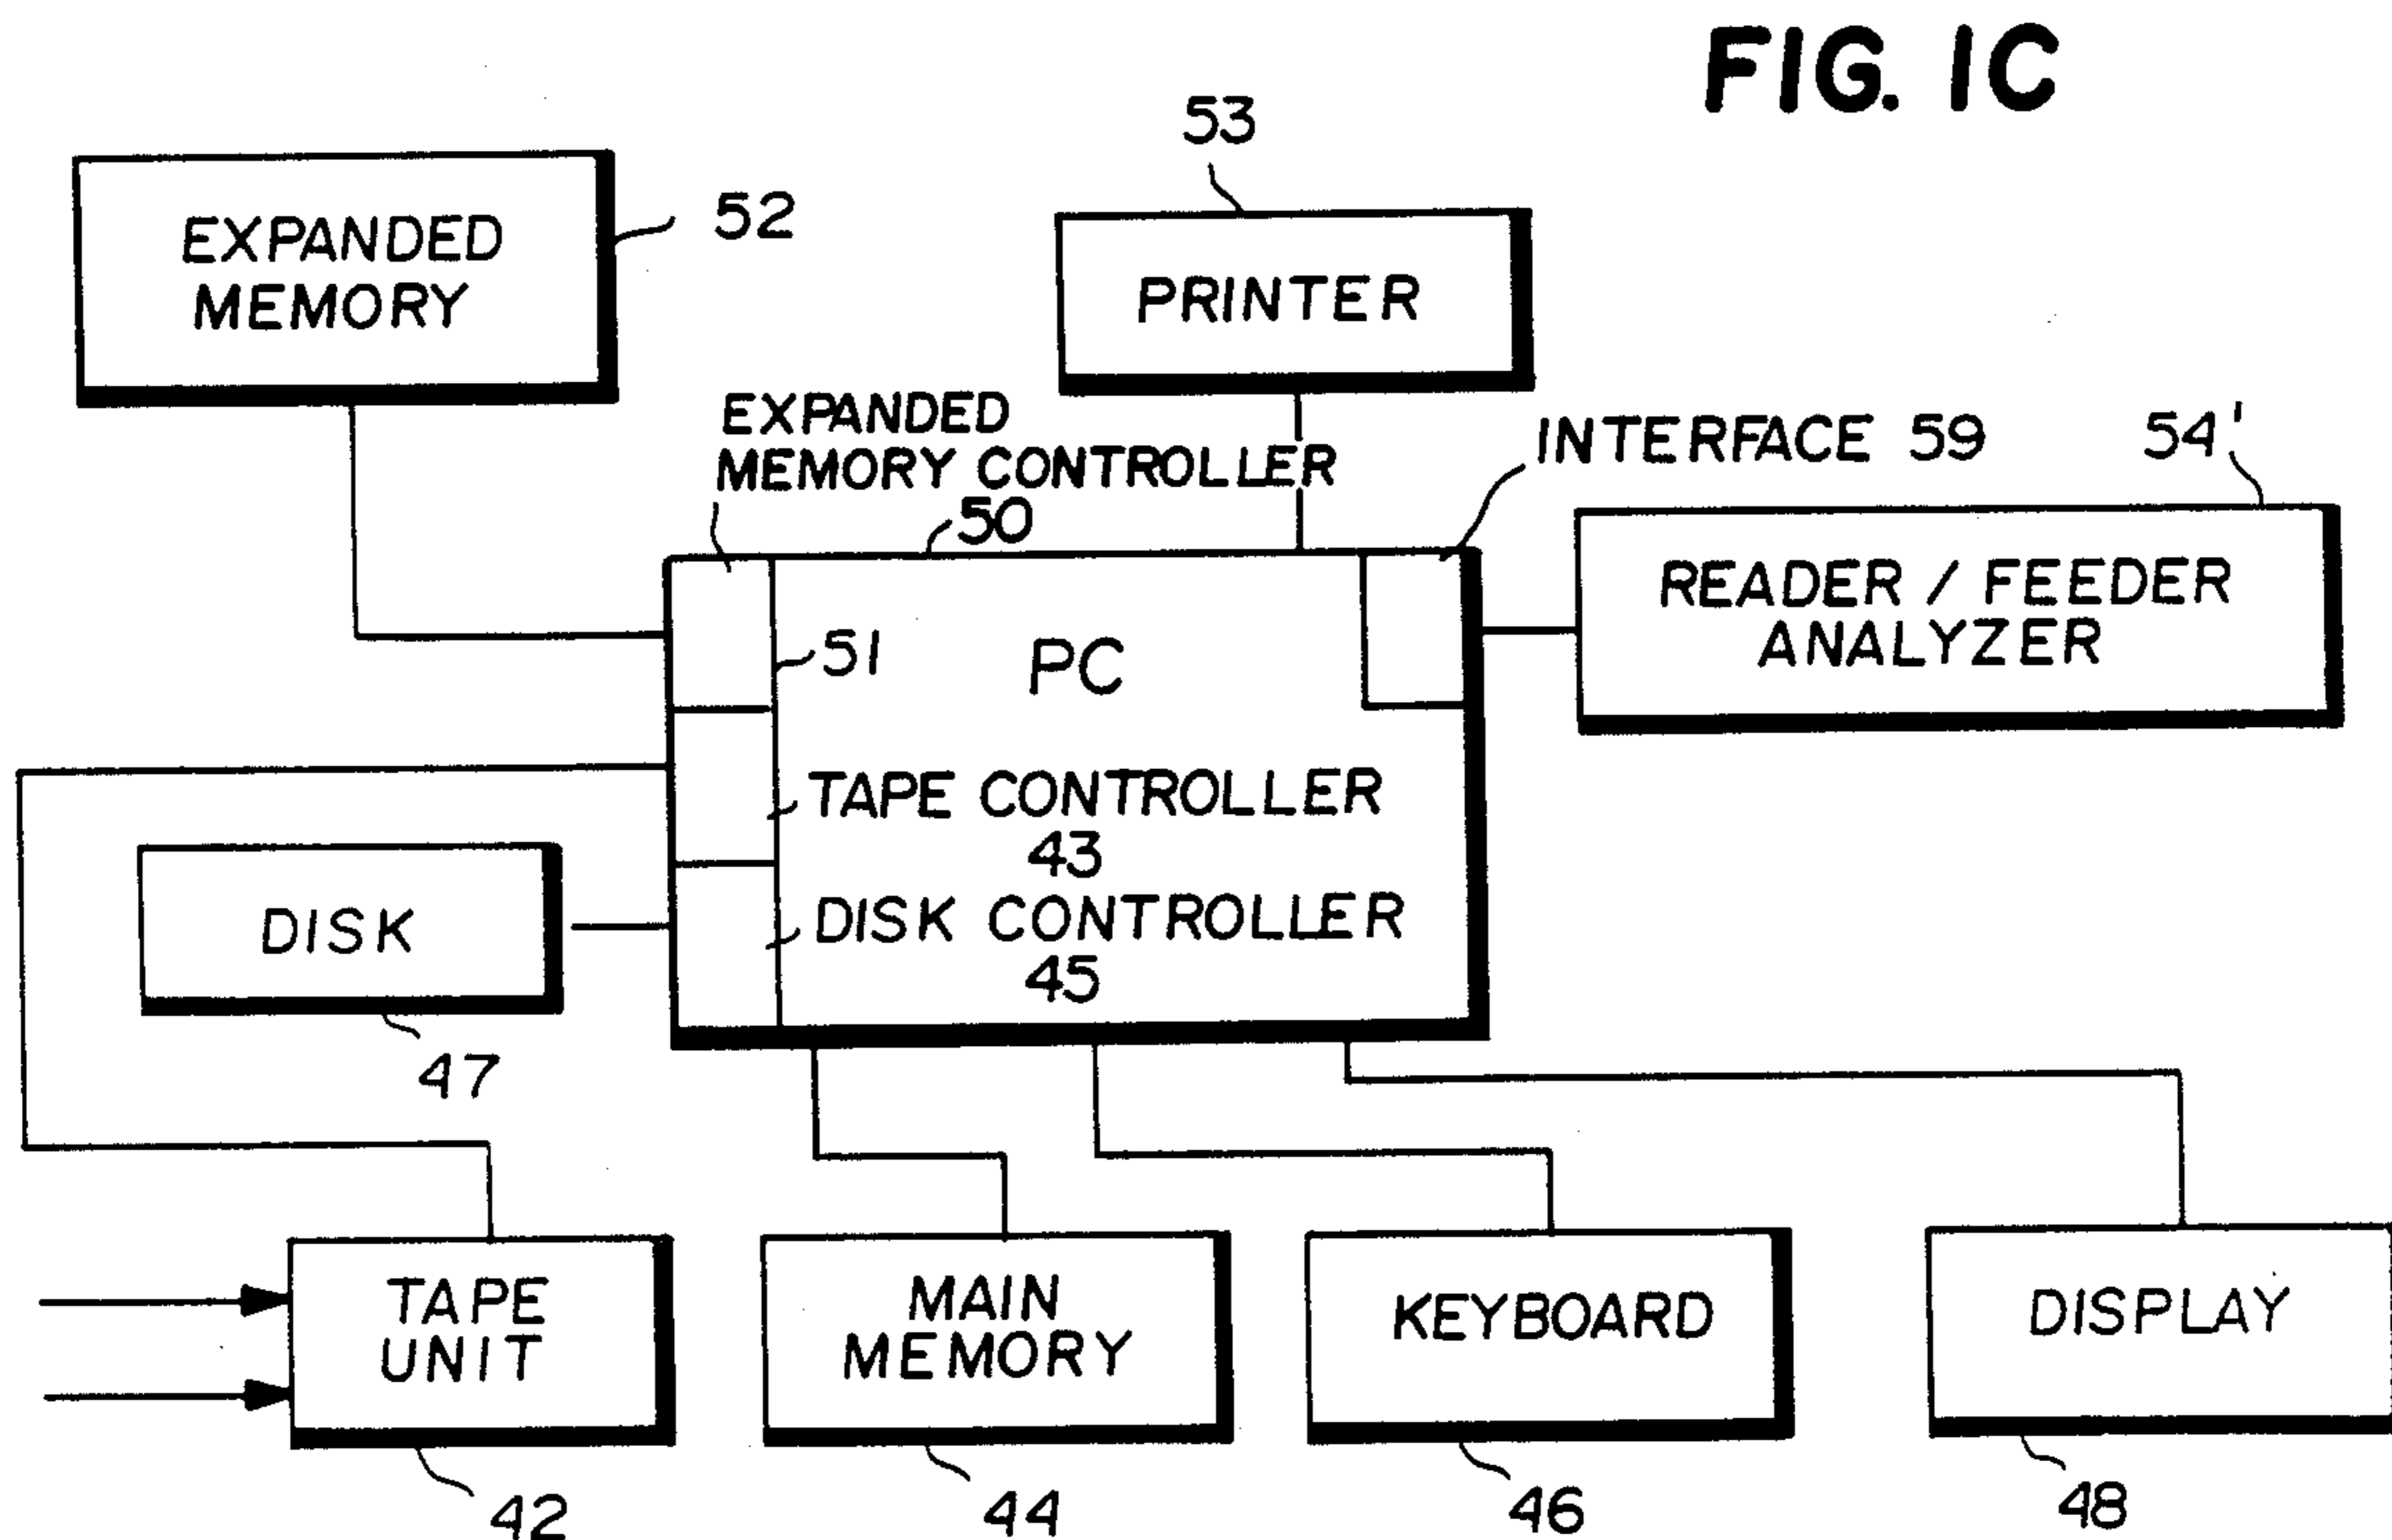 FIG. 1C
53
52
EXPANDED
MEMORY
PRINTER
EXPANDED
MEMORY CONTROLLER
50
INTERFACE 59
54'
READER / FEEDER
ANALYZER
51
PC
TAPE CONTROLLER
43
DISK CONTROLLER
45
DISK
47
TAPE
UNIT
MAIN
MEMORY
KEYBOARD
DISPLAY
42
44
46
48